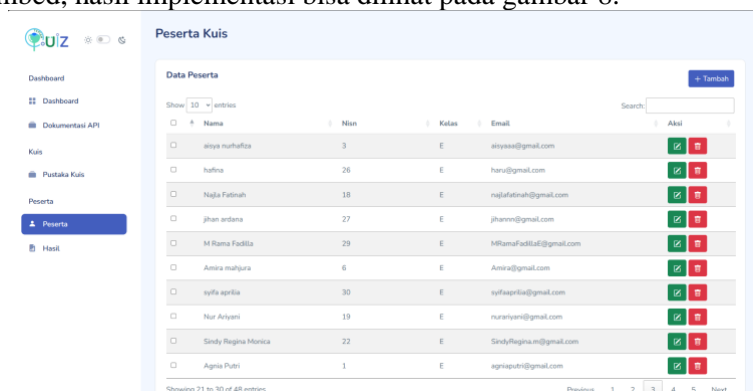 mbed, hasil implementasi bisa dilihat pada gambar 8.
QUIZ
Peserta Kuis
Dashboard
Dashboard
Dokumentasi API
Kuis
Pustaka Kuis
Peserta
Peserta
Hasil
Data Peserta
+ Tambah
Show 10 entries
Search:
Nama Nisn Kelas Email Aksi
aisya nurhafiza 3 E aisyaaa@gmail.com
hafina 26 E haru@gmail.com
Najla Fatinah 18 E najlafatinah@gmail.com
jihan ardana 27 E jihannn@gmail.com
M Rama Fadilla 29 E MRamaFadillaE@gmail.com
Amira mahjura 6 E Amira@gmail.com
syifa aprilia 30 E syifaaprilia@gmail.com
Nur Ariyani 19 E nurariyani@gmail.com
Sindy Regina Monica 22 E SindyRegina.m@gmail.com
Agnia Putri 1 E agniaputri@gmail.com
Showing 21 to 30 of 48 entries
Previous 1 2 3 4 5 Next